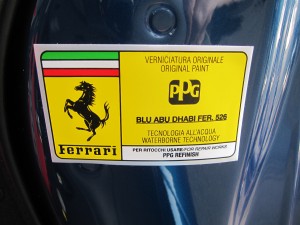 VERNICIATURA ORIGINALE
ORIGINAL PAINT
PPG
BLU ABU DHABI FER. 526
TECNOLOGIA ALL'ACQUA
WATERBORNE TECHNOLOGY
Ferrari
PER RITOCCHI USARE/FOR REPAIR WORKS
PPG REFINISH